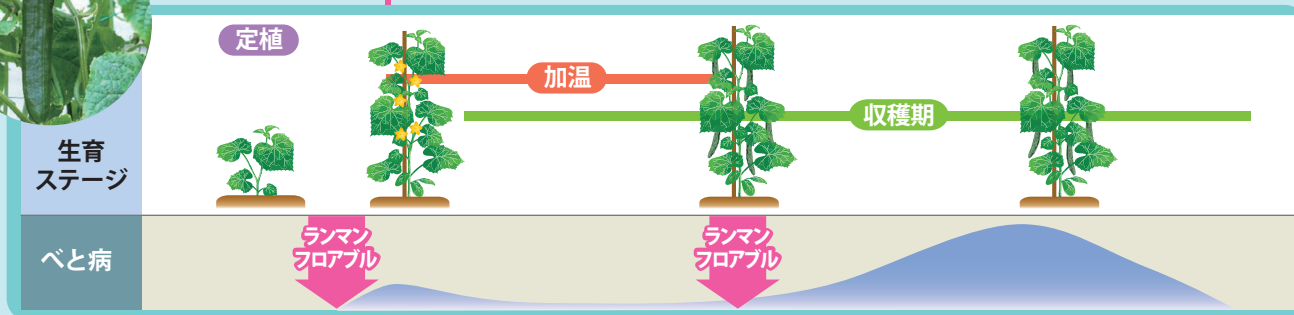 定植
加温
収穫期
生育
ステージ
べと病
ランマン
フロアブル
ランマン
フロアブル